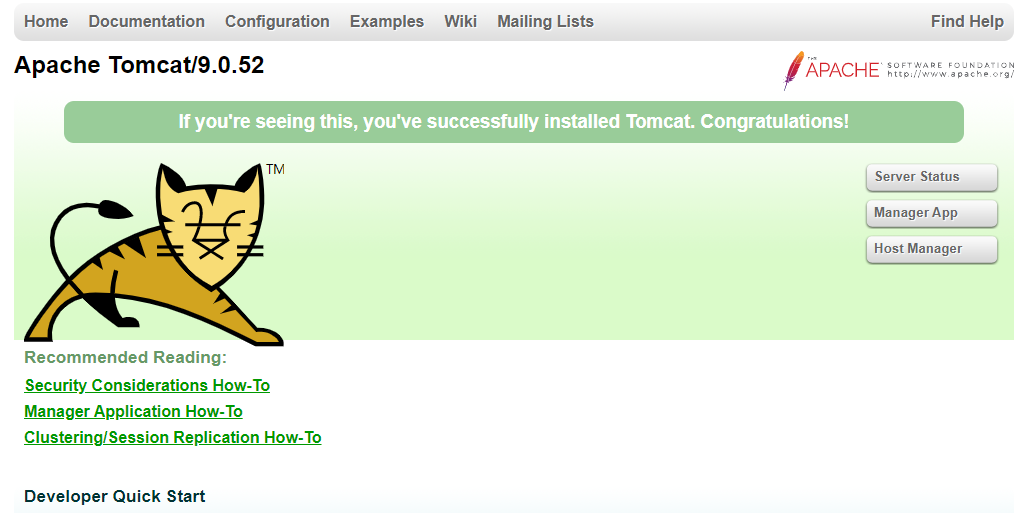 Home Documentation Configuration Examples Wiki Mailing Lists Find Help
Apache Tomcat/9.0.52
THE
APACHE SOFTWARE FOUNDATION
http://www.apache.org/
If you're seeing this, you've successfully installed Tomcat. Congratulations!
TM
Server Status
Manager App
Host Manager
Recommended Reading:
Security Considerations How-To
Manager Application How-To
Clustering/Session Replication How-To
Developer Quick Start